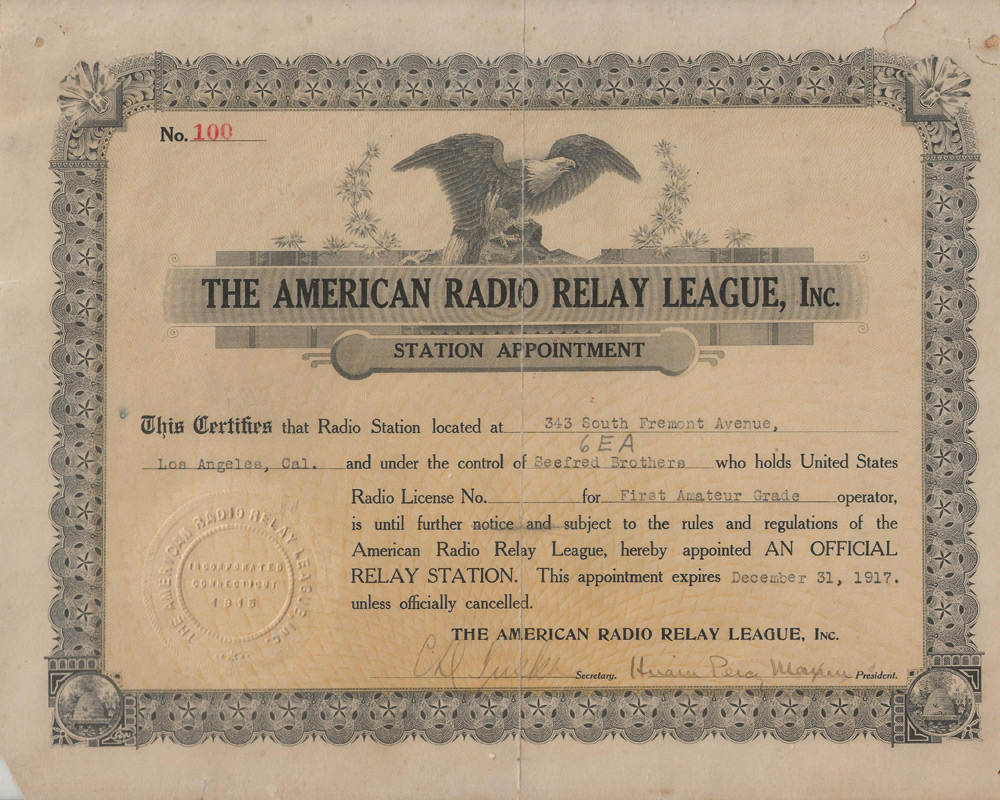 No. 100
THE AMERICAN RADIO RELAY LEAGUE, INC.
STATION APPOINTMENT
This Certifies that Radio Station located at 343 South Fremont Avenue,
6EA
Los Angeles, Cal. and under the control of Seefred Brothers who holds United States
Radio License No. for First Amateur Grade operator,
is until further notice and subject to the rules and regulations of the
American Radio Relay League, hereby appointed AN OFFICIAL
RELAY STATION. This appointment expires December 31, 1917.
unless officially cancelled.
THE AMERICAN RADIO RELAY LEAGUE, INC.
Secretary. Hiram Percy Maxim President.
THE AMERICAN RADIO RELAY LEAGUE, INC.
INCORPORATED
CONNECTICUT
1915